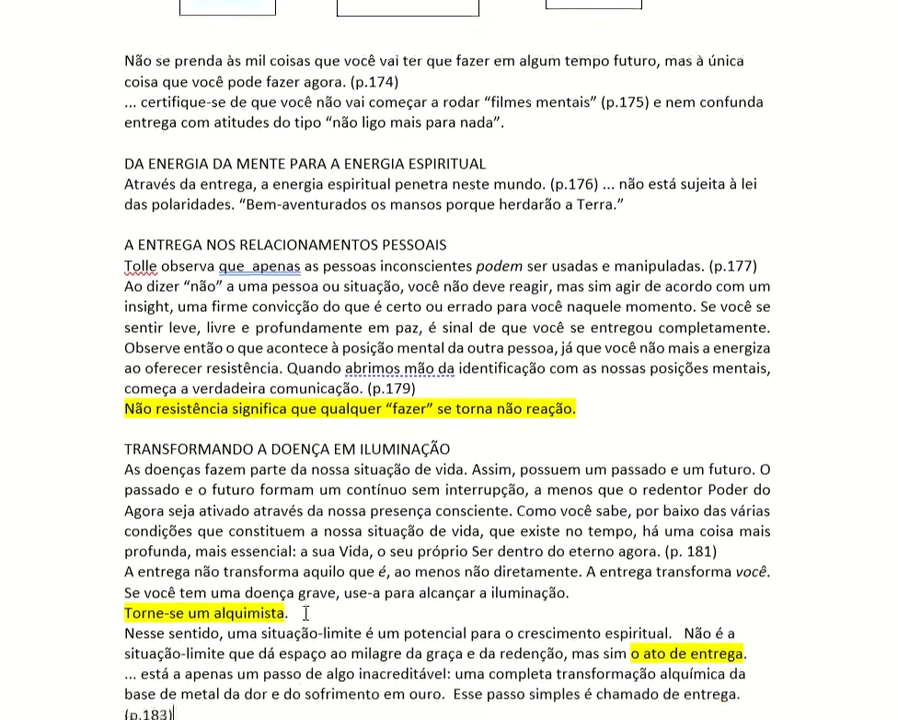 Não se prenda às mil coisas que você vai ter que fazer em algum tempo futuro, mas à única
coisa que você pode fazer agora. (p.174)
... certifique-se de que você não vai começar a rodar “filmes mentais” (p.175) e nem confunda
entrega com atitudes do tipo “não ligo mais para nada”.
DA ENERGIA DA MENTE PARA A ENERGIA ESPIRITUAL
Através da entrega, a energia espiritual penetra neste mundo. (p.176) ... não está sujeita à lei
das polaridades. “Bem-aventurados os mansos porque herdarão a Terra.”
A ENTREGA NOS RELACIONAMENTOS PESSOAIS
Tolle observa que  apenas as pessoas inconscientes podem ser usadas e manipuladas. (p.177)
Ao dizer “não” a uma pessoa ou situação, você não deve reagir, mas sim agir de acordo com um
insight, uma firme convicção do que é certo ou errado para você naquele momento. Se você se
sentir leve, livre e profundamente em paz, é sinal de que você se entregou completamente.
Observe então o que acontece à posição mental da outra pessoa, já que você não mais a energiza
ao oferecer resistência. Quando abrimos mão da identificação com as nossas posições mentais,
começa a verdadeira comunicação. (p.179)
Não resistência significa que qualquer “fazer” se torna não reação.
TRANSFORMANDO A DOENÇA EM ILUMINAÇÃO
As doenças fazem parte da nossa situação de vida. Assim, possuem um passado e um futuro. O
passado e o futuro formam um contínuo sem interrupção, a menos que o redentor Poder do
Agora seja ativado através da nossa presença consciente. Como você sabe, por baixo das várias
condições que constituem a nossa situação de vida, que existe no tempo, há uma coisa mais
profunda, mais essencial: a sua Vida, o seu próprio Ser dentro do eterno agora. (p. 181)
A entrega não transforma aquilo que é, ao menos não diretamente. A entrega transforma você.
Se você tem uma doença grave, use-a para alcançar a iluminação.
Torne-se um alquimista.
Nesse sentido, uma situação-limite é um potencial para o crescimento espiritual.   Não é a
situação-limite que dá espaço ao milagre da graça e da redenção, mas sim o ato de entrega.
... está a apenas um passo de algo inacreditável: uma completa transformação alquímica da
base de metal da dor e do sofrimento em ouro.  Esse passo simples é chamado de entrega.
(p.183)